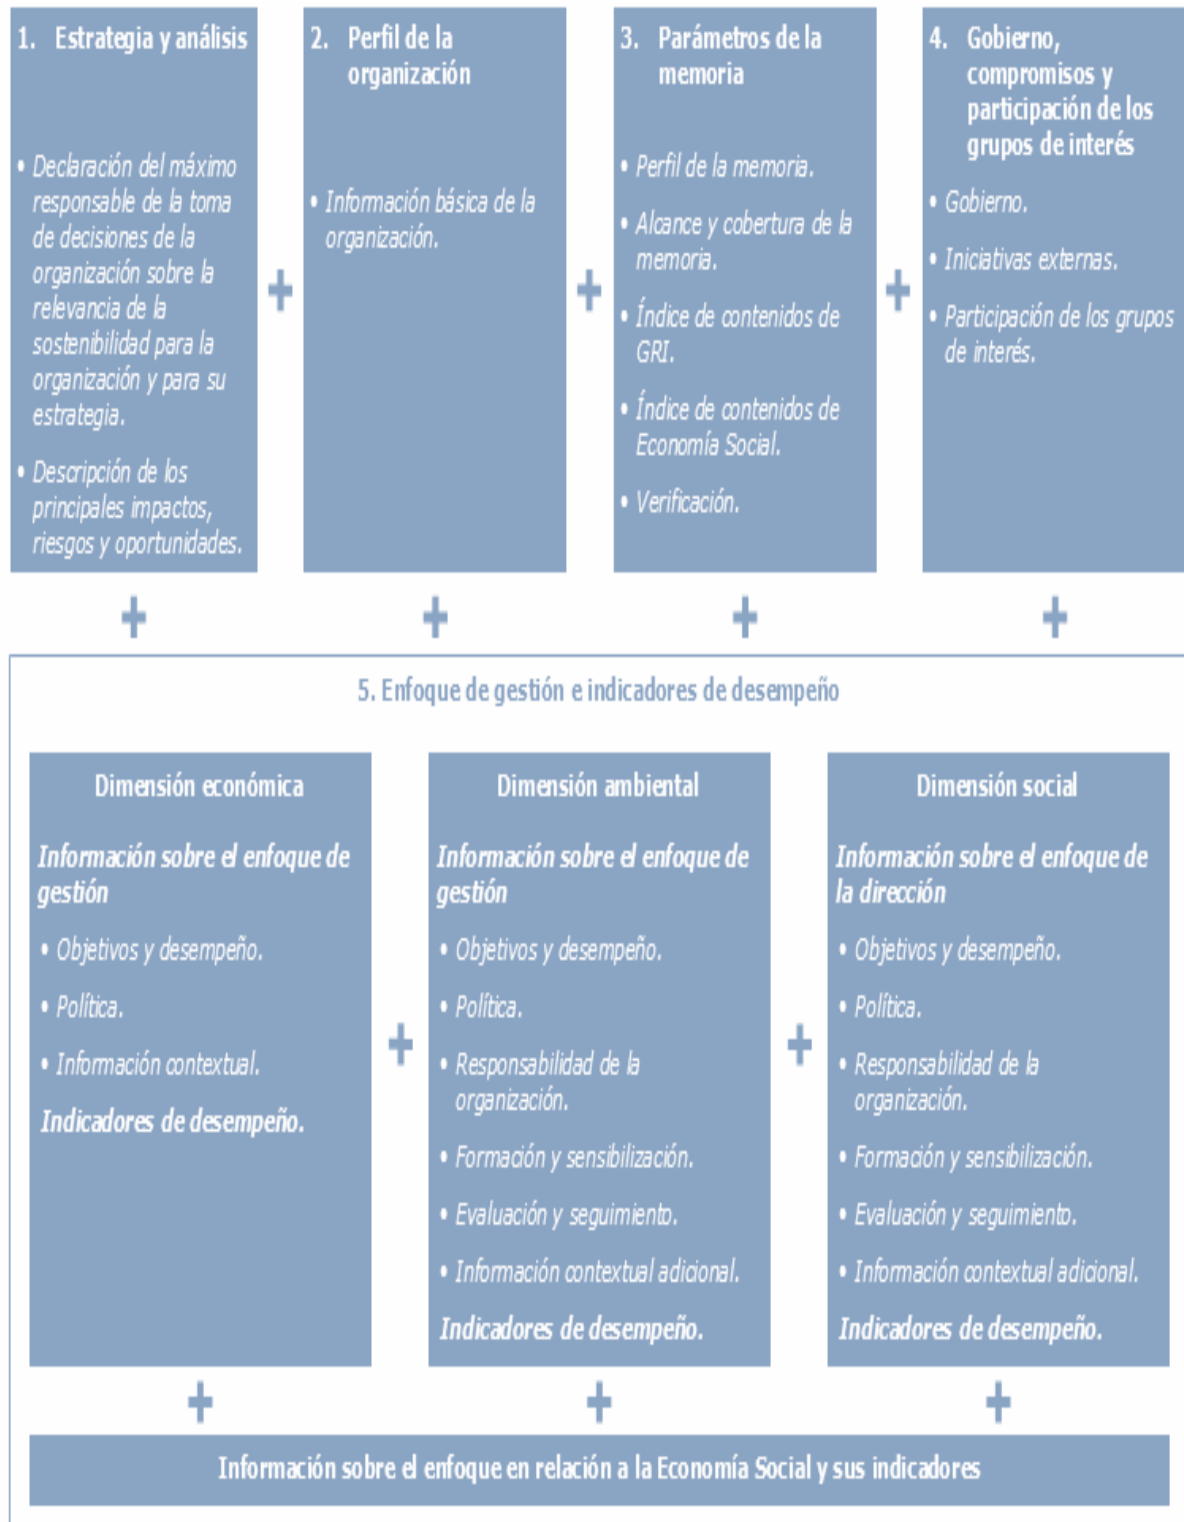 1. Estrategia y análisis
• Declaración del máximo
responsable de la toma
de decisiones de la
organización sobre la
relevancia de la
sostenibilidad para la
organización y para su
estrategia.
• Descripción de los
principales impactos,
riesgos y oportunidades.
2. Perfil de la
organización
• Información básica de la
organización.
3. Parámetros de la
memoria
• Perfil de la memoria.
• Alcance y cobertura de la
memoria.
• Índice de contenidos de
GRI.
• Índice de contenidos de
Economía Social.
• Verificación.
4. Gobierno,
compromisos y
participación de los
grupos de interés
• Gobierno.
• Iniciativas externas.
• Participación de los grupos
de interés.
5. Enfoque de gestión e indicadores de desempeño
Dimensión económica
Información sobre el enfoque de
gestión
• Objetivos y desempeño.
• Política.
• Información contextual.
Indicadores de desempeño.
Dimensión ambiental
Información sobre el enfoque de
gestión
• Objetivos y desempeño.
• Política.
• Responsabilidad de la
organización.
• Formación y sensibilización.
• Evaluación y seguimiento.
• Información contextual adicional.
Indicadores de desempeño.
Dimensión social
Información sobre el enfoque de
la dirección
• Objetivos y desempeño.
• Política.
• Responsabilidad de la
organización.
• Formación y sensibilización.
• Evaluación y seguimiento.
• Información contextual adicional.
Indicadores de desempeño.
Información sobre el enfoque en relación a la Economía Social y sus indicadores